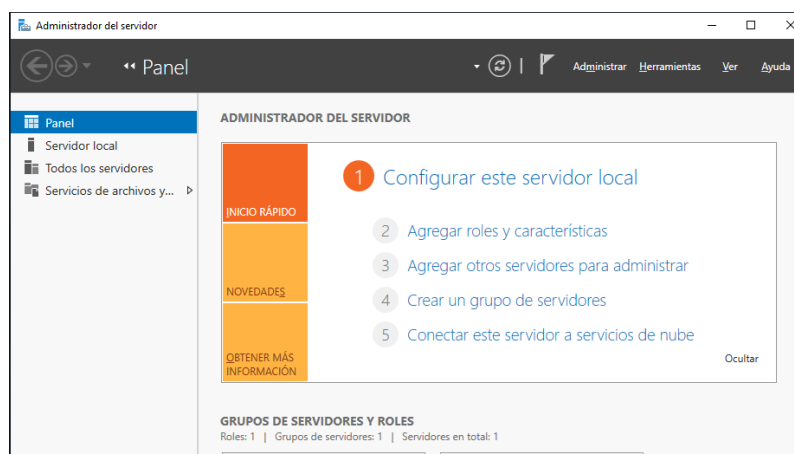 Administrador del servidor
Panel
Administrar Herramientas Ver Ayuda
Panel
Servidor local
Todos los servidores
Servicios de archivos y...
ADMINISTRADOR DEL SERVIDOR
INICIO RÁPIDO
NOVEDADES
OBTENER MÁS
INFORMACIÓN
1 Configurar este servidor local
2 Agregar roles y características
3 Agregar otros servidores para administrar
4 Crear un grupo de servidores
5 Conectar este servidor a servicios de nube
Ocultar
GRUPOS DE SERVIDORES Y ROLES
Roles: 1 | Grupos de servidores: 1 | Servidores en total: 1